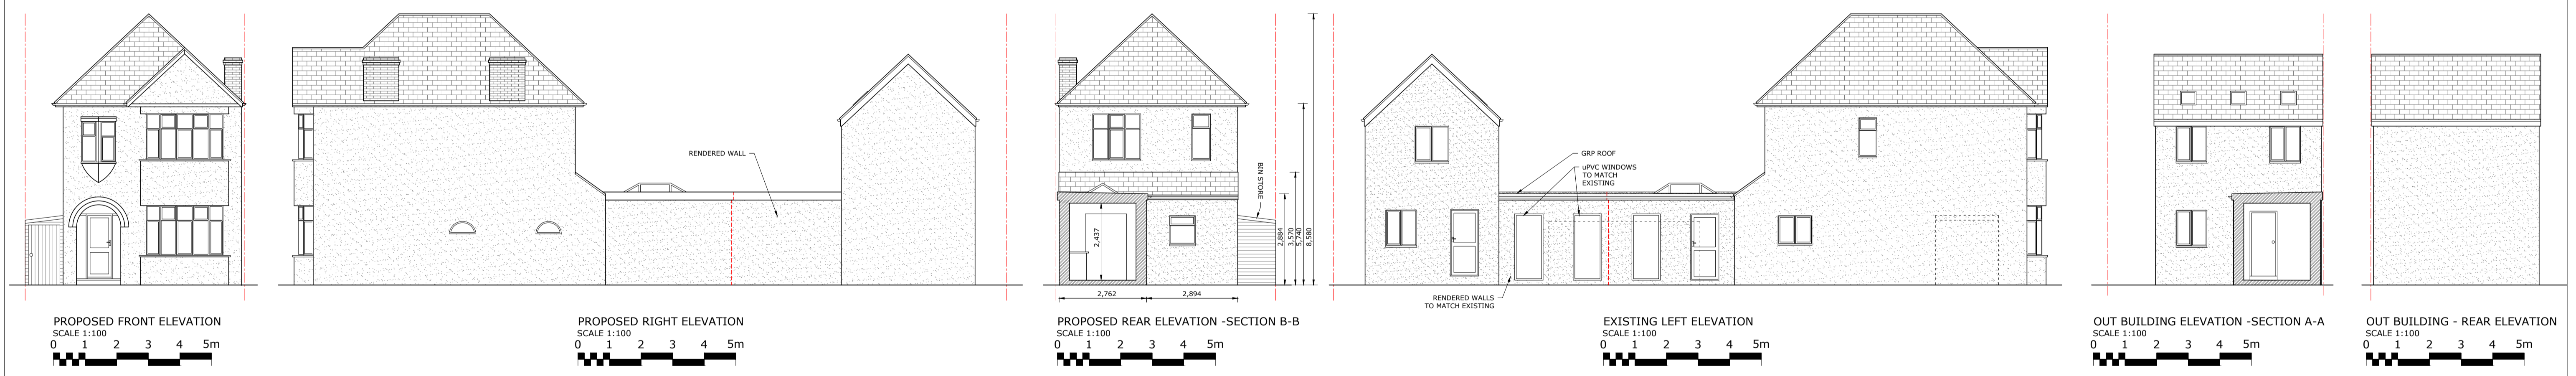 RENDERED WALL
BIN STORE
2,437
2,884
3,570
5,740
8,580
2,762
2,894
GRP ROOF
uPVC WINDOWS
TO MATCH
EXISTING
RENDERED WALLS
TO MATCH EXISTING
PROPOSED FRONT ELEVATION
SCALE 1:100
0 1 2 3 4 5m
PROPOSED RIGHT ELEVATION
SCALE 1:100
0 1 2 3 4 5m
PROPOSED REAR ELEVATION -SECTION B-B
SCALE 1:100
0 1 2 3 4 5m
EXISTING LEFT ELEVATION
SCALE 1:100
0 1 2 3 4 5m
OUT BUILDING ELEVATION -SECTION A-A
SCALE 1:100
0 1 2 3 4 5m
OUT BUILDING - REAR ELEVATION
SCALE 1:100
0 1 2 3 4 5m